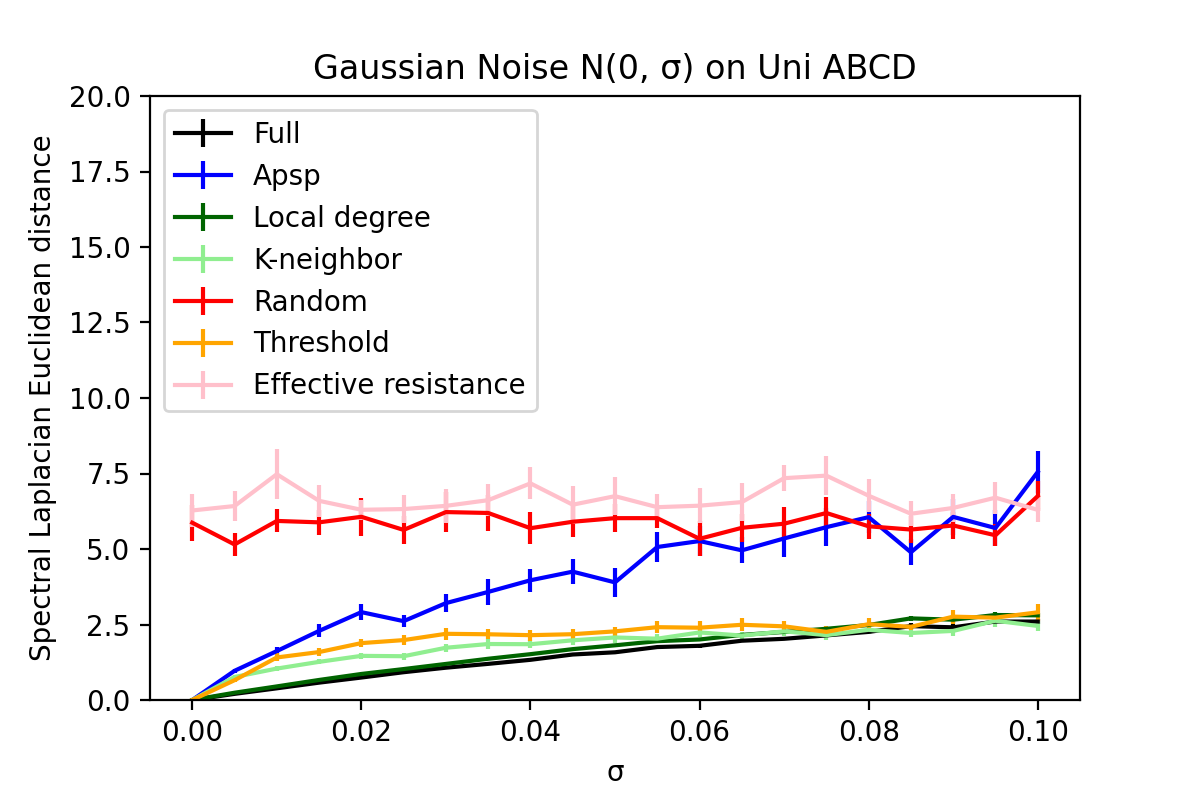 Gaussian Noise N(0, σ) on Uni ABCD
Spectral Laplacian Euclidean distance
20.0
17.5
15.0
12.5
10.0
7.5
5.0
2.5
0.0
Full
Apsp
Local degree
K-neighbor
Random
Threshold
Effective resistance
0.00 0.02 0.04 0.06 0.08 0.10
σ